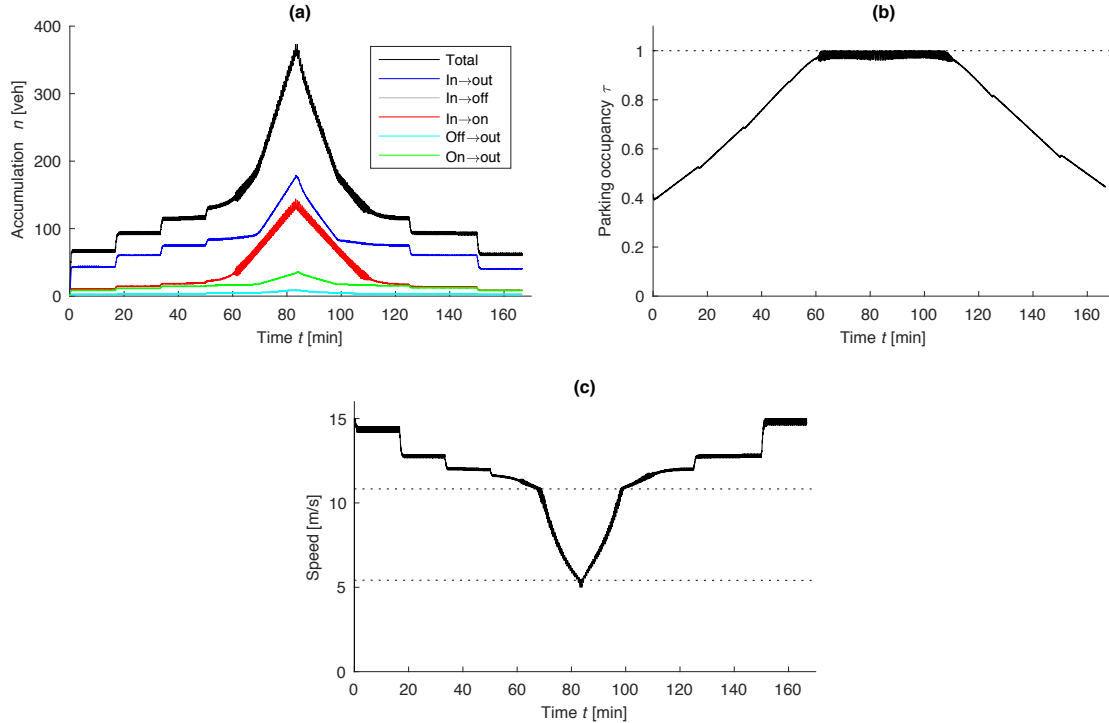 (a)
400
300
200
100
0
Accumulation n [veh]
0 20 40 60 80 100 120 140 160
Time t [min]
Total
In→out
In→off
In→on
Off→out
On→out
(b)
1
0.8
0.6
0.4
0.2
0
Parking occupancy τ
0 20 40 60 80 100 120 140 160
Time t [min]
(c)
15
10
5
0
Speed [m/s]
0 20 40 60 80 100 120 140 160
Time t [min]